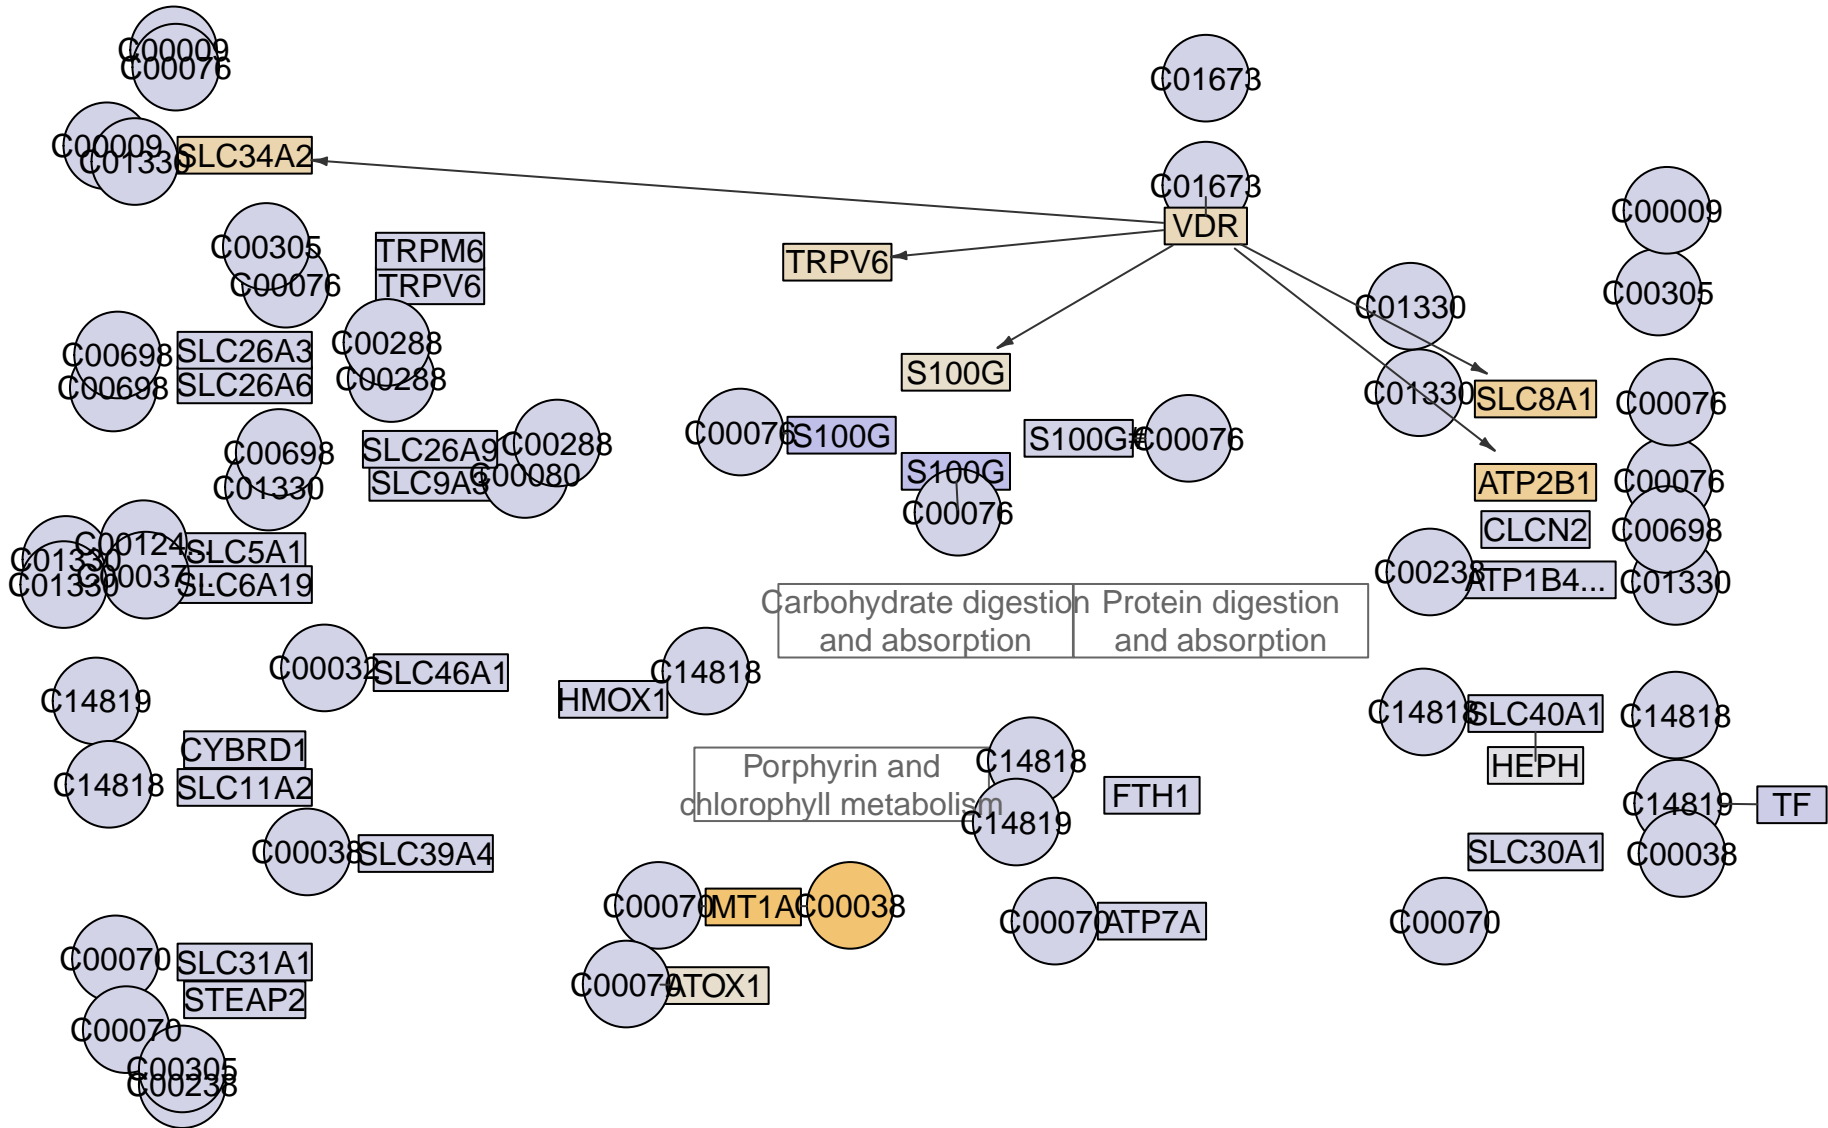 C00009
C00076
C01673
C00009
C01330
SLC34A2
C01673
VDR
C00009
C00305
C00076
TRPM6
TRPV6
TRPV6
C01330
C00305
C00698
C00698
SLC26A3
SLC26A6
C00288
C00288
S100G
C01330
SLC8A1
C00076
C00698
C01330
SLC26A9
SLC9A3
C00288
C00080
C00076
S100G
S100G
C00076
S100G#
C00076
ATP2B1
C00076
CLCN2
C00698
C01330
C01330
C00124...
C00037...
SLC5A1
SLC6A19
C00238
ATP1B4...
C01330
Carbohydrate digestion
and absorption
Protein digestion
and absorption
C00032
SLC46A1
HMOX1
C14818
C14819
C14818
CYBRD1
SLC11A2
C14818
SLC40A1
HEPH
C14818
Porphyrin and
chlorophyll metabolism
C14818
C14819
FTH1
C14819
TF
C00038
SLC39A4
SLC30A1
C00038
C00070
MT1A
C00038
C00070
ATP7A
C00070
C00070
SLC31A1
STEAP2
C00070
ATOX1
C00070
C00305
C00238